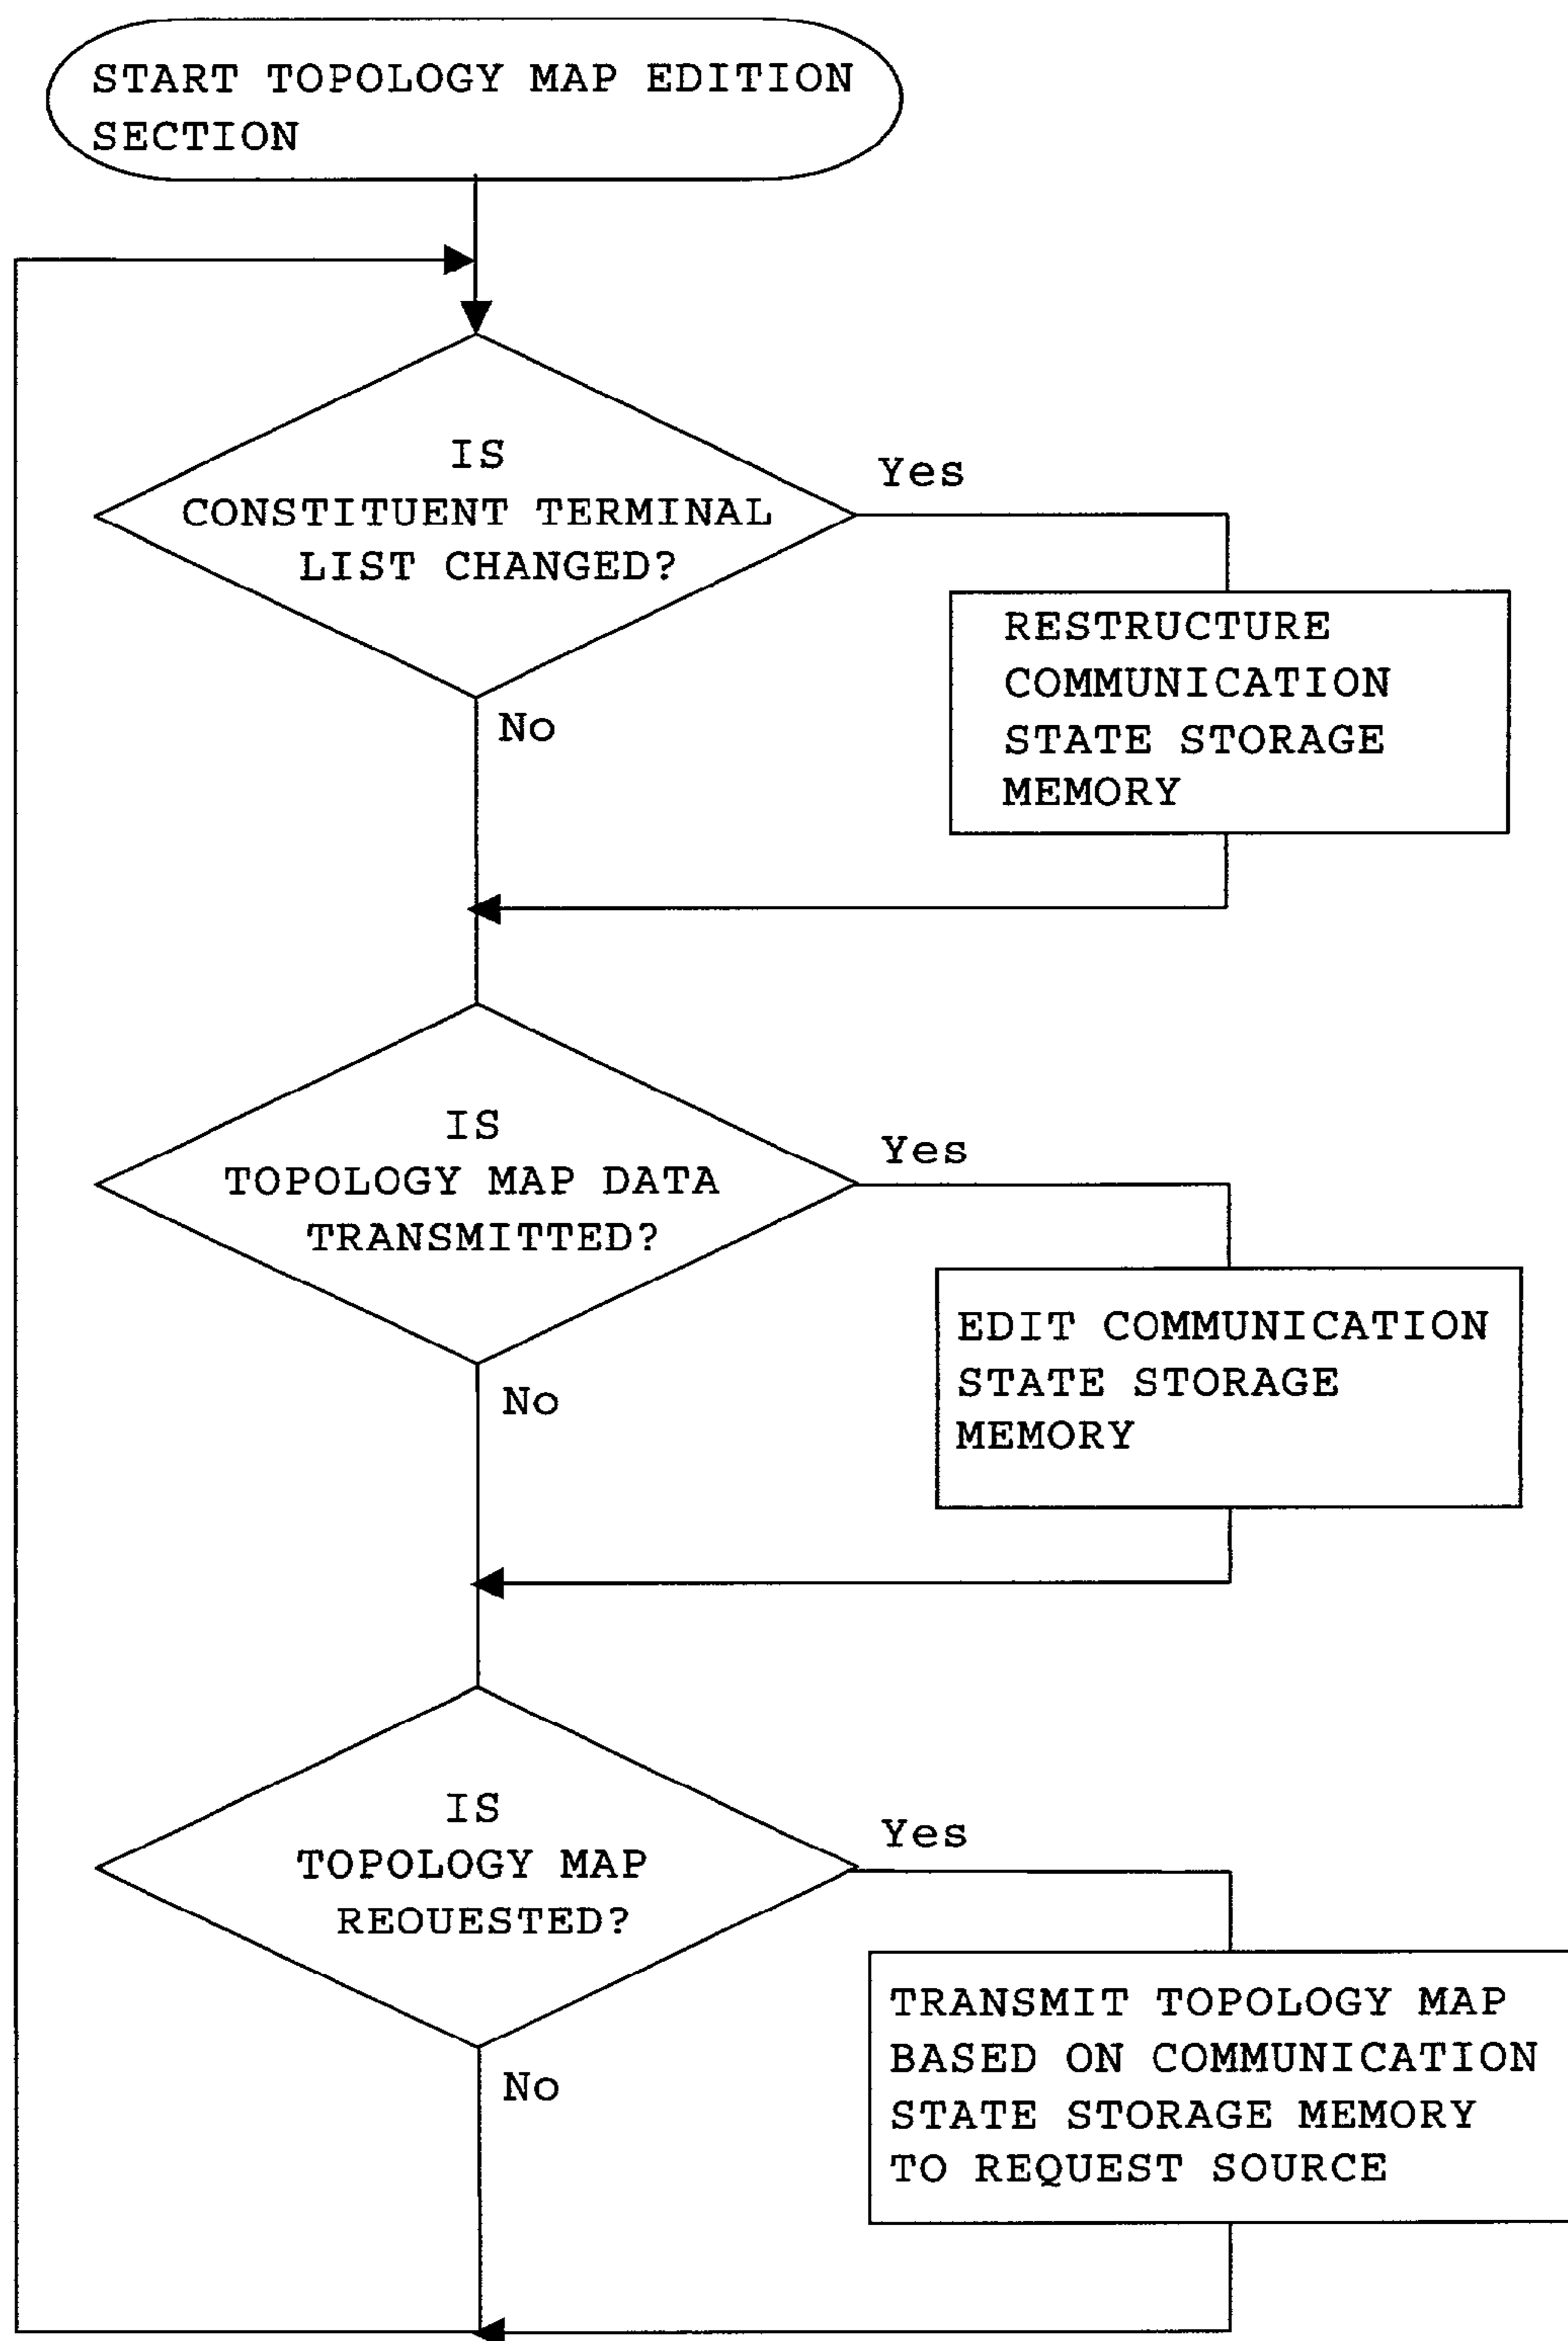 START TOPOLOGY MAP EDITION
SECTION
IS
CONSTITUENT TERMINAL
LIST CHANGED?
Yes
RESTRUCTURE
COMMUNICATION
STATE STORAGE
MEMORY
No
IS
TOPOLOGY MAP DATA
TRANSMITTED?
Yes
EDIT COMMUNICATION
STATE STORAGE
MEMORY
No
IS
TOPOLOGY MAP
REOUESTED?
Yes
TRANSMIT TOPOLOGY MAP
BASED ON COMMUNICATION
STATE STORAGE MEMORY
TO REQUEST SOURCE
No